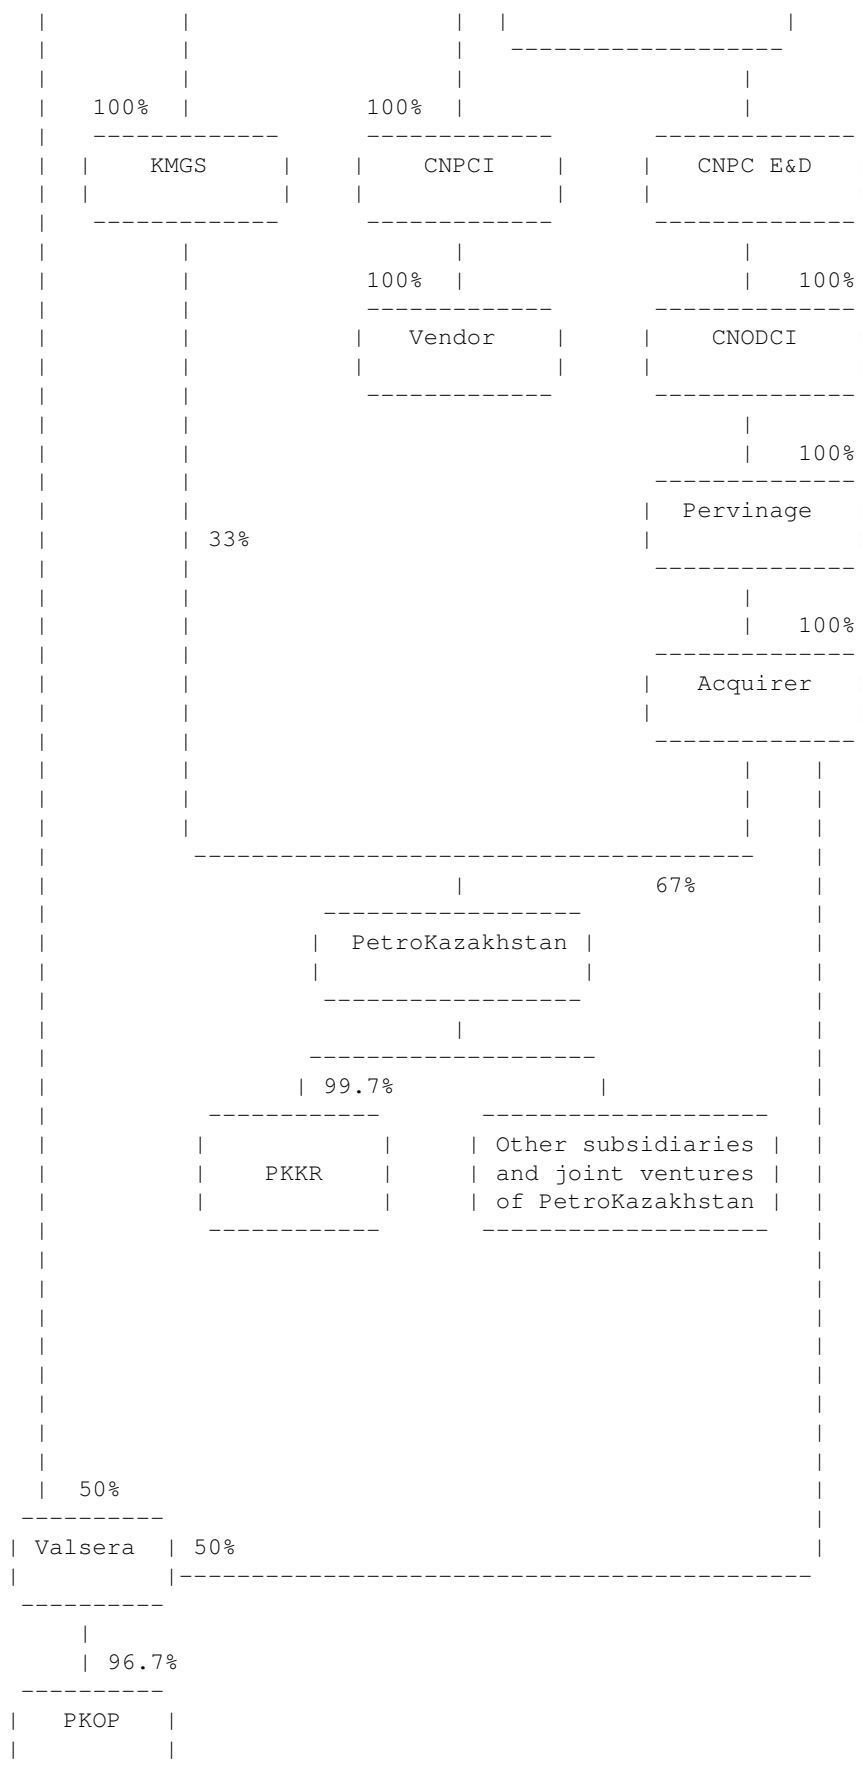 100% 100%
KMGS CNPCI CNPC E&D
100% 100%
Vendor CNODCI
100%
Pervinage
33%
100%
Acquirer
67%
PetroKazakhstan
99.7%
Other subsidiaries
PKKR and joint ventures
of PetroKazakhstan
50%
Valsera 50%
96.7%
PKOP